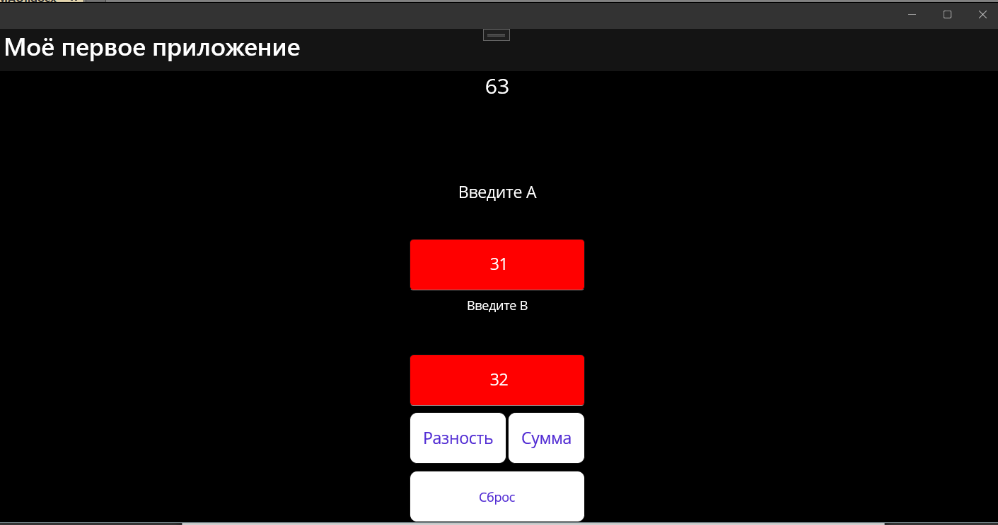 Моё первое приложение
63
Введите А
31
Введите В
32
Разность Сумма
Сброс